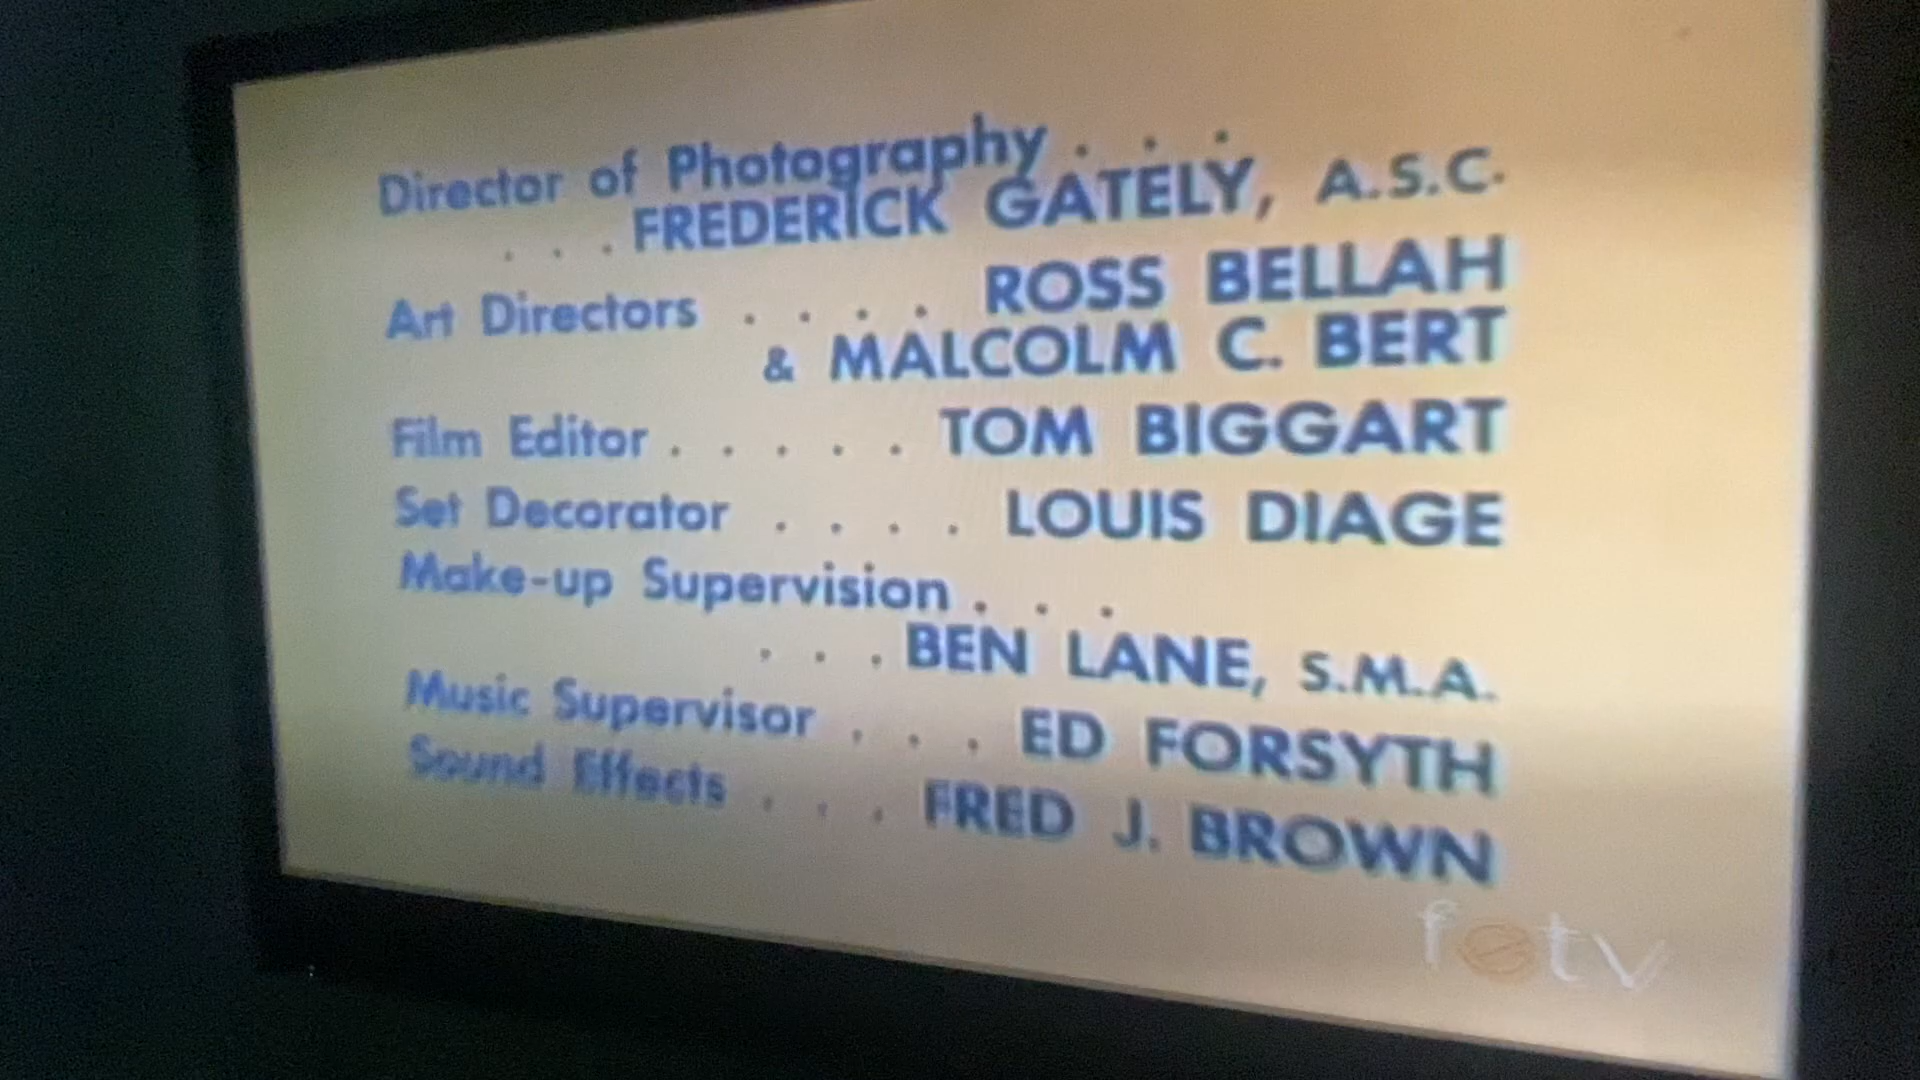 Director of Photography . . .
. . . FREDERICK GATELY, A.S.C.
Art Directors . . . . ROSS BELLAH
& MALCOLM C. BERT
Film Editor . . . . . TOM BIGGART
Set Decorator . . . . LOUIS DIAGE
Make-up Supervision . . .
. . . BEN LANE, S.M.A.
Music Supervisor . . . ED FORSYTH
Sound Effects . . . FRED J. BROWN
fetv